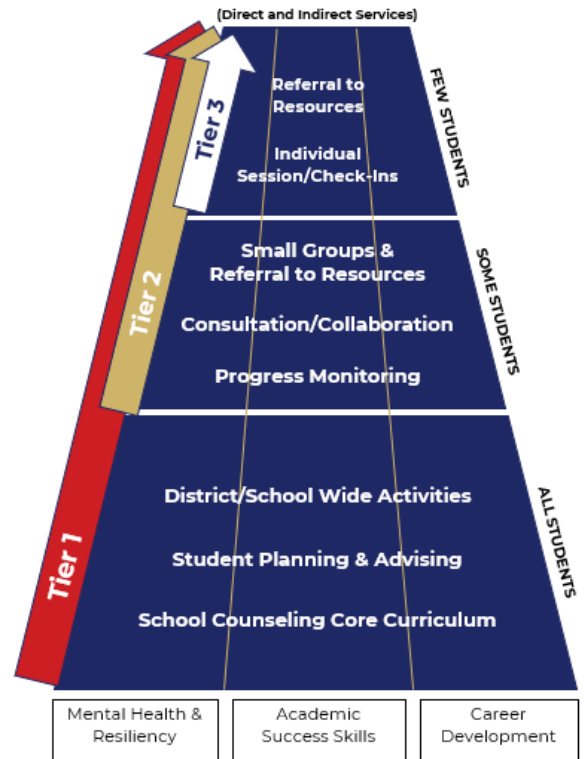 (Direct and Indirect Services)
Referral to
Resources
Individual
Session/Check-Ins
Tier 3
FEW STUDENTS
Small Groups &
Referral to Resources
Consultation/Collaboration
Progress Monitoring
Tier 2
SOME STUDENTS
District/School Wide Activities
Student Planning & Advising
School Counseling Core Curriculum
Tier 1
ALL STUDENTS
Mental Health &
Resiliency
Academic
Success Skills
Career
Development